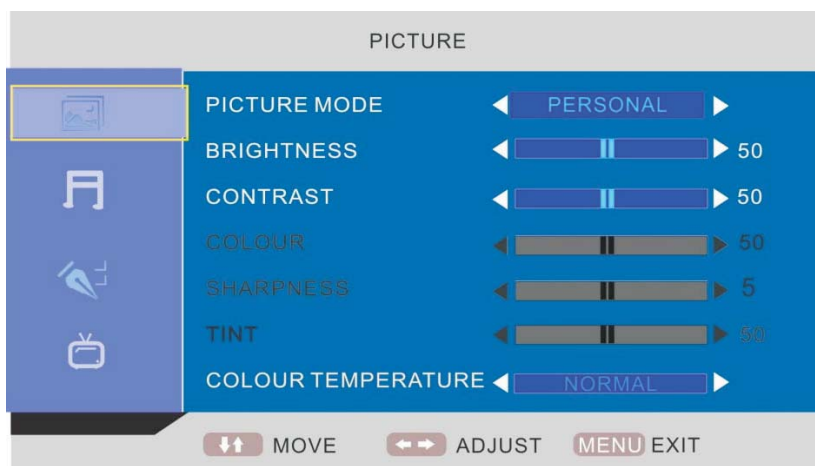 PICTURE
PICTURE MODE PERSONAL
BRIGHTNESS 50
CONTRAST 50
COLOUR 50
SHARPNESS 5
TINT 50
COLOUR TEMPERATURE NORMAL
MOVE ADJUST MENU EXIT